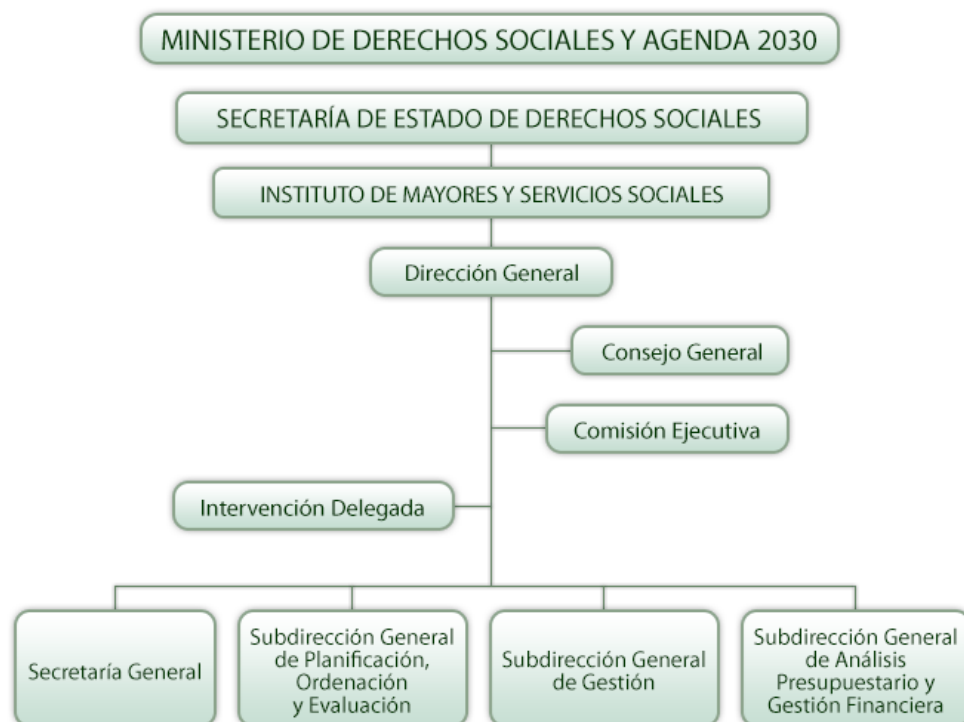 MINISTERIO DE DERECHOS SOCIALES Y AGENDA 2030
SECRETARÍA DE ESTADO DE DERECHOS SOCIALES
INSTITUTO DE MAYORES Y SERVICIOS SOCIALES
Dirección General
Consejo General
Comisión Ejecutiva
Intervención Delegada
Secretaría General
Subdirección General
de Planificación,
Ordenación
y Evaluación
Subdirección General
de Gestión
Subdirección General
de Análisis
Presupuestario y
Gestión Financiera